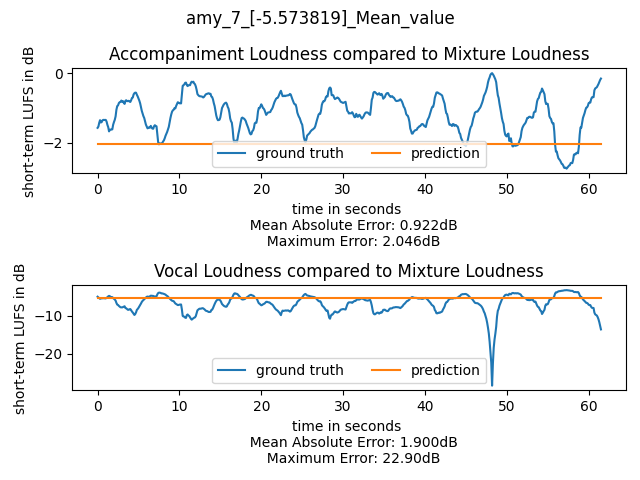 amy_7_[-5.573819]_Mean_value
Accompaniment Loudness compared to Mixture Loudness
short-term LUFS in dB
0
−2
ground truth
prediction
0
10
20
30
40
50
60
time in seconds
Mean Absolute Error: 0.922dB
Maximum Error: 2.046dB
Vocal Loudness compared to Mixture Loudness
short-term LUFS in dB
−10
−20
ground truth
prediction
0
10
20
30
40
50
60
time in seconds
Mean Absolute Error: 1.900dB
Maximum Error: 22.90dB